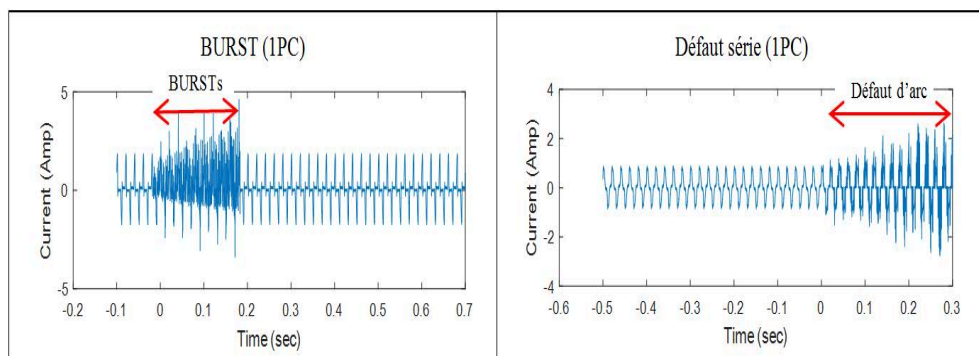 BURST (1PC)
BURSTs
5
0
-5
Current (Amp)
-0.2 -0.1 0 0.1 0.2 0.3 0.4 0.5 0.6 0.7
Time (sec)
Défaut série (1PC)
Défaut d'arc
4
2
0
-2
-4
Current (Amp)
-0.6 -0.5 -0.4 -0.3 -0.2 -0.1 0 0.1 0.2 0.3
Time (sec)